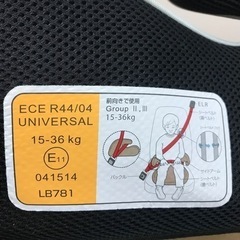 ECE R44/04
UNIVERSAL
15-36 kg
E11
041514
LB781
前向きで使用
Group Ⅱ,Ⅲ
15-36kg
ELR
バックル